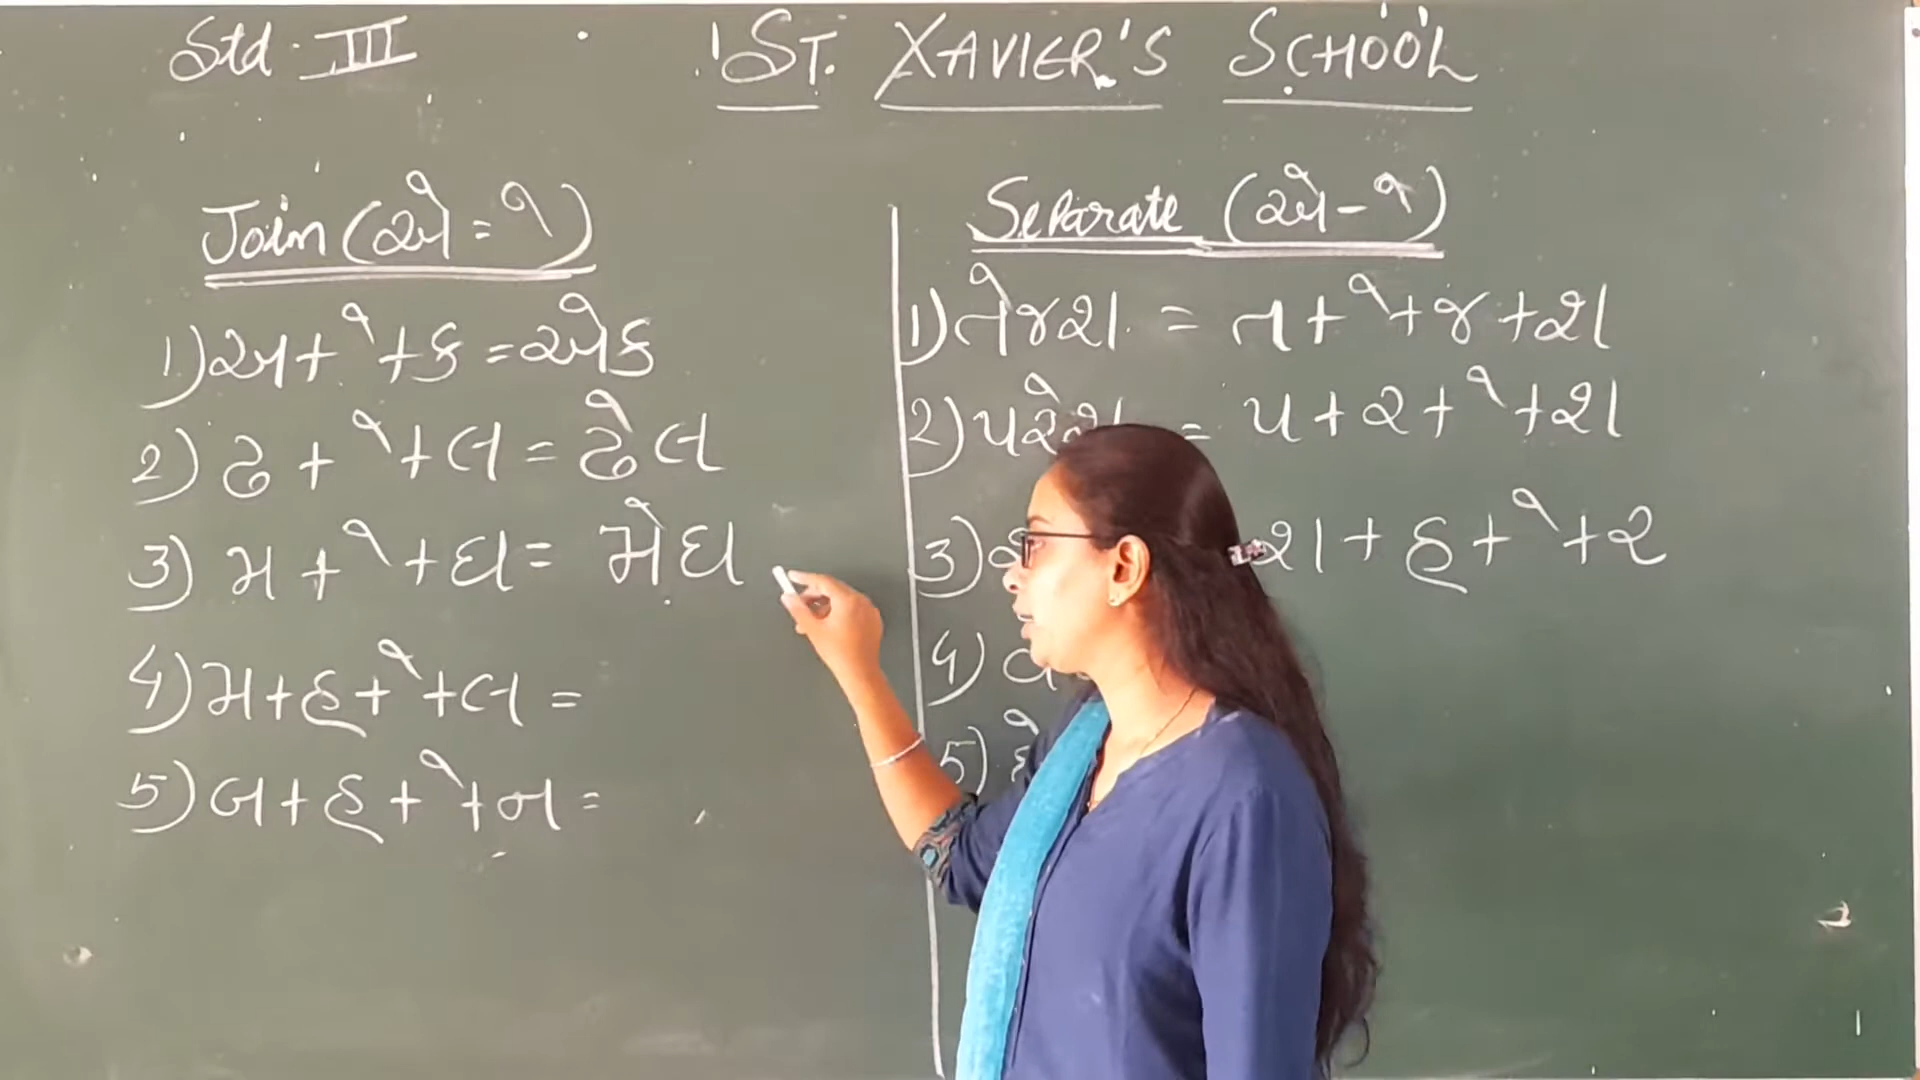 Std. III
ST. XAVIER'S SCHOOL
Join (એ = ે)
1) અ + ે + ક = એક
2) ઢ + ે + લ = ઢેલ
3) મ + ે + ઘ = મેઘ
4) મ + હ + ે + લ =
5) બ + હ + ે + ન =
Separate (એ - ે)
1) તેજશ = ત + ે + જ + શ
2) પરેશ = પ + ર + ે + શ
3) શ + હ + ે + ર
4)
5)